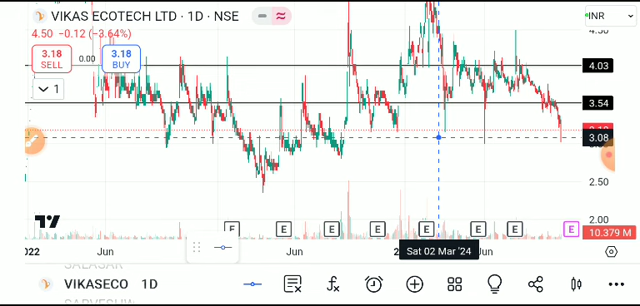 VIKAS ECOTECH LTD · 1D · NSE
INR
4.50 −0.12 (−3.64%)
3.18
SELL
3.18
BUY
0.00
4.03
1
3.54
3.08
2.50
2.00
E E E E E E E E
10.379 M
2022 Jun Jun Sat 02 Mar '24 Jun
VIKASECO 1D